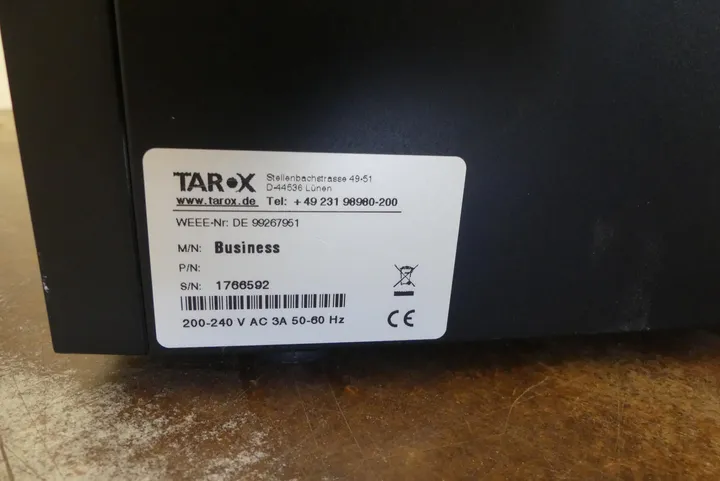 TAROX Stellenbachstrasse 49-51
D-44536 Lünen
www.tarox.de Tel: +49 231 98980-200
WEEE-Nr: DE 99267951
M/N: Business
P/N:
S/N: 1766592
200-240 V AC 3A 50-60 Hz
CE